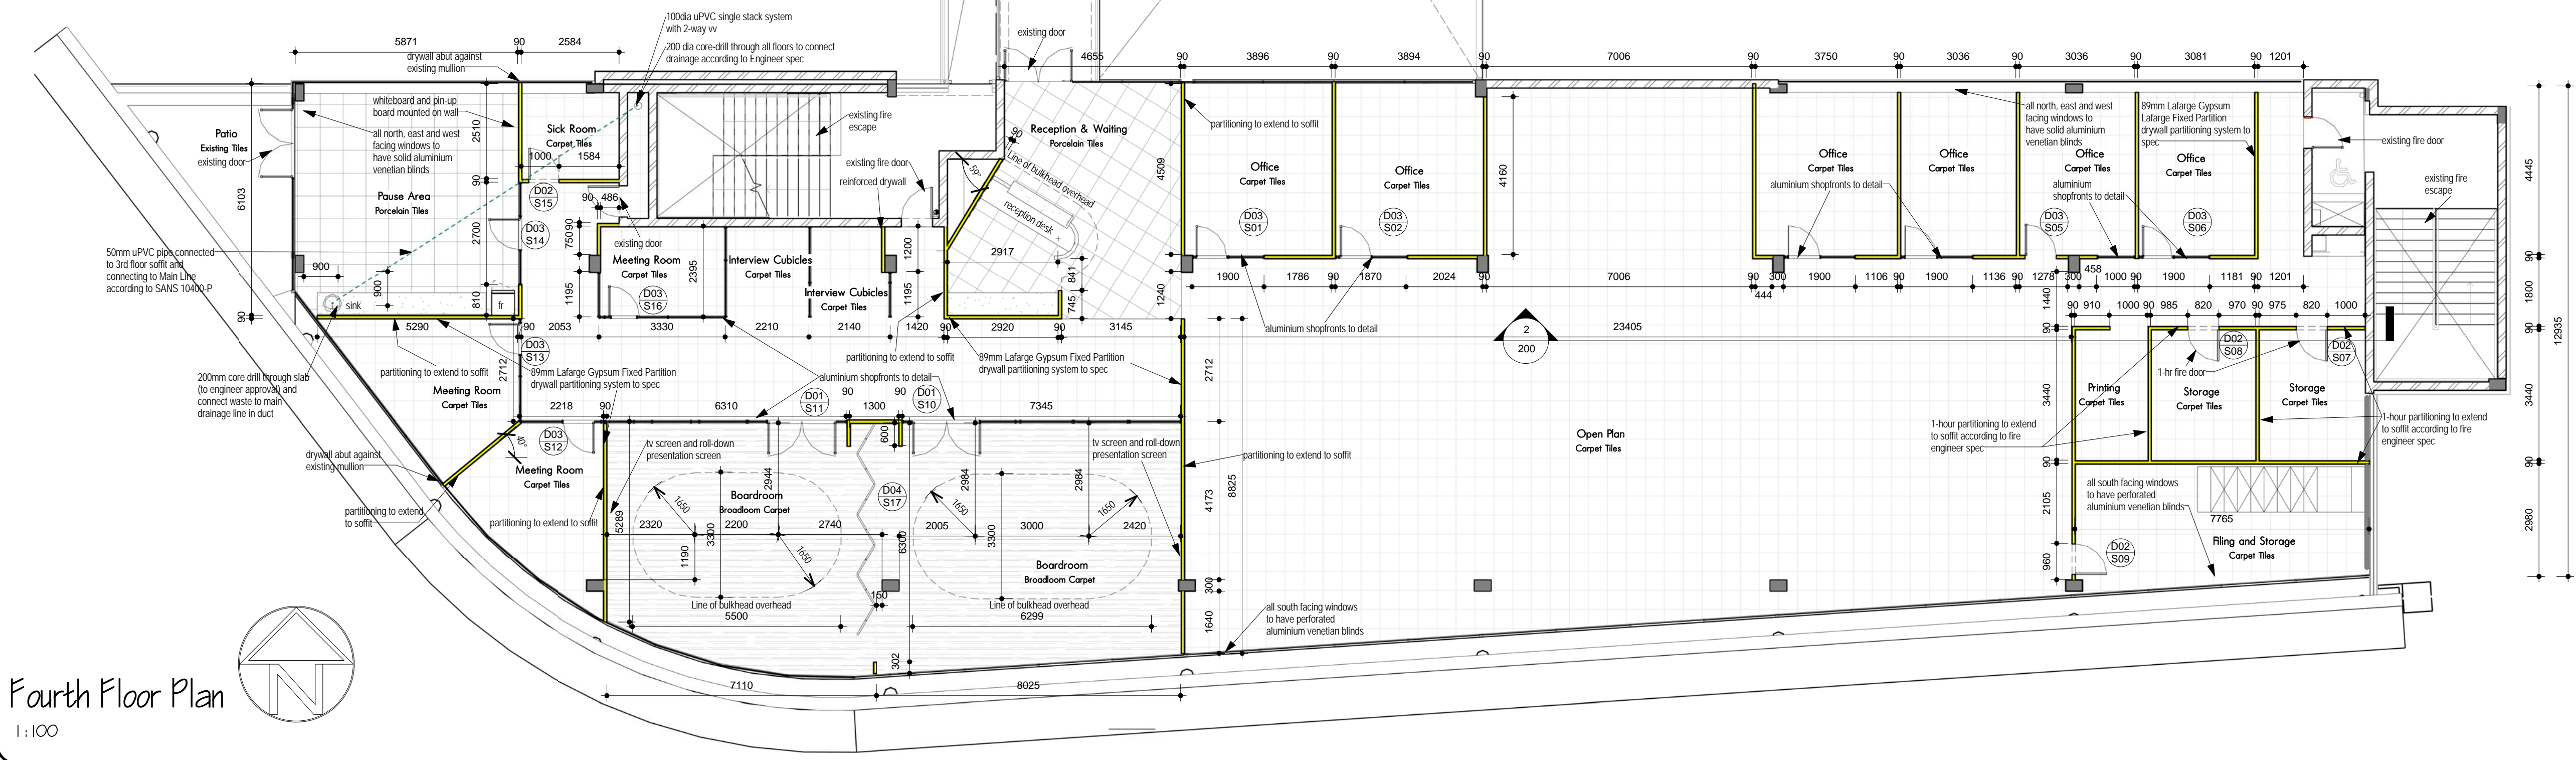 100dia uPVC single stack system
with 2-way vv
200 dia core-drill through all floors to connect
drainage according to Engineer spec
existing door
5871
90
2584
4655
90
3896
90
3894
90
7006
90
3750
90
3036
90
3036
90
3081
90
1201
drywall abut against
existing mullion
whiteboard and pin-up
board mounted on wall
all north, east and west
facing windows to
have solid aluminium
venetian blinds
Patio
Existing Tiles
existing door
6103
2510
Sick Room
Carpet Tiles
1000
1584
90
D02
S15
Pause Area
Porcelain Tiles
existing fire
escape
existing fire door
reinforced drywall
90
59°
Reception & Waiting
Porcelain Tiles
Line of bulkhead overhead
reception desk
4509
partitioning to extend to soffit
Office
Carpet Tiles
D03
S01
Office
Carpet Tiles
D03
S02
4160
Office
Carpet Tiles
Office
Carpet Tiles
aluminium shopfronts to detail
all north, east and west
facing windows to
have solid aluminium
venetian blinds
Office
Carpet Tiles
aluminium
shopfronts to detail
D03
S05
89mm Lafarge Gypsum
Lafarge Fixed Partition
drywall partitioning system to
spec
Office
Carpet Tiles
D03
S06
existing fire door
existing fire
escape
4445
90
1800
90
12935
3440
90
2980
90
486
750
90
existing door
2700
D03
S14
50mm uPVC pipe connected
to 3rd floor soffit and
connecting to Main Line
according to SANS 10400-P
900
900
sink
fr
810
90
1195
Meeting Room
Carpet Tiles
D03
S16
2395
Interview Cubicles
Carpet Tiles
Interview Cubicles
Carpet Tiles
1200
1195
2917
841
745
1240
1900
1786
90
1870
2024
90
7006
90
300
444
1900
1106
90
1900
1136
90
1278
300
458
1000
90
1900
1181
90
1201
aluminium shopfronts to detail
2
200
23405
1440
90
90
910
1000
90
985
820
970
90
975
820
1000
5290
90
2053
3330
2210
2140
1420
90
2920
90
3145
D03
S13
2712
200mm core drill through slab
(to engineer approval) and
connect waste to main
drainage line in duct
partitioning to extend to soffit
89mm Lafarge Gypsum Fixed Partition
drywall partitioning system to spec
partitioning to extend to soffit
89mm Lafarge Gypsum Fixed Partition
drywall partitioning system to spec
aluminium shopfronts to detail
2712
Meeting Room
Carpet Tiles
2218
90
6310
D01
S11
90
1300
90
D01
S10
7345
D02
S08
D02
S07
1-hr fire door
Printing
Carpet Tiles
Storage
Carpet Tiles
Storage
Carpet Tiles
3440
1-hour partitioning to extend
to soffit according to fire
engineer spec
1-hour partitioning to extend
to soffit according to fire
engineer spec
90
40°
D03
S12
Meeting Room
Carpet Tiles
drywall abut against
existing mullion
tv screen and roll-down
presentation screen
600
tv screen and roll-down
presentation screen
partitioning to extend to soffit
Open Plan
Carpet Tiles
2944
2984
2984
1650
Boardroom
Broadloom Carpet
D04
S17
1650
1650
4173
8825
partitioning to extend
to soffit
partitioning to extend to soffit
5289
2320
3300
2200
2740
6300
2005
3300
3000
2420
1190
1650
Boardroom
Broadloom Carpet
300
2105
all south facing windows
to have perforated
aluminium venetian blinds
7765
Filing and Storage
Carpet Tiles
960
D02
S09
150
Line of bulkhead overhead
5500
Line of bulkhead overhead
6299
1640
all south facing windows
to have perforated
aluminium venetian blinds
302
7110
8025
Fourth Floor Plan
1:100
N